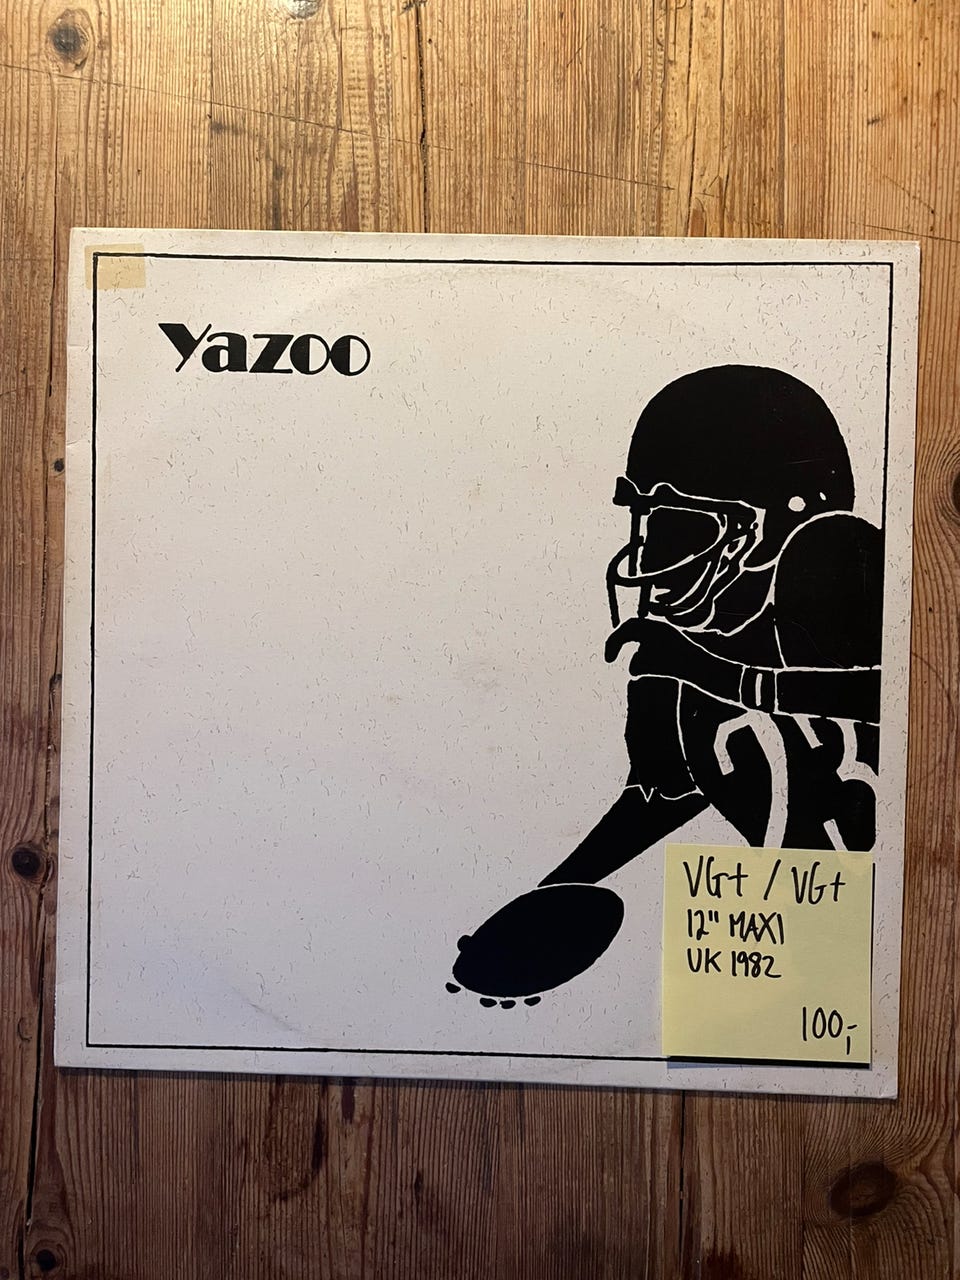 Yazoo
VG+ / VG+
12" MAXI
UK 1982
100,-